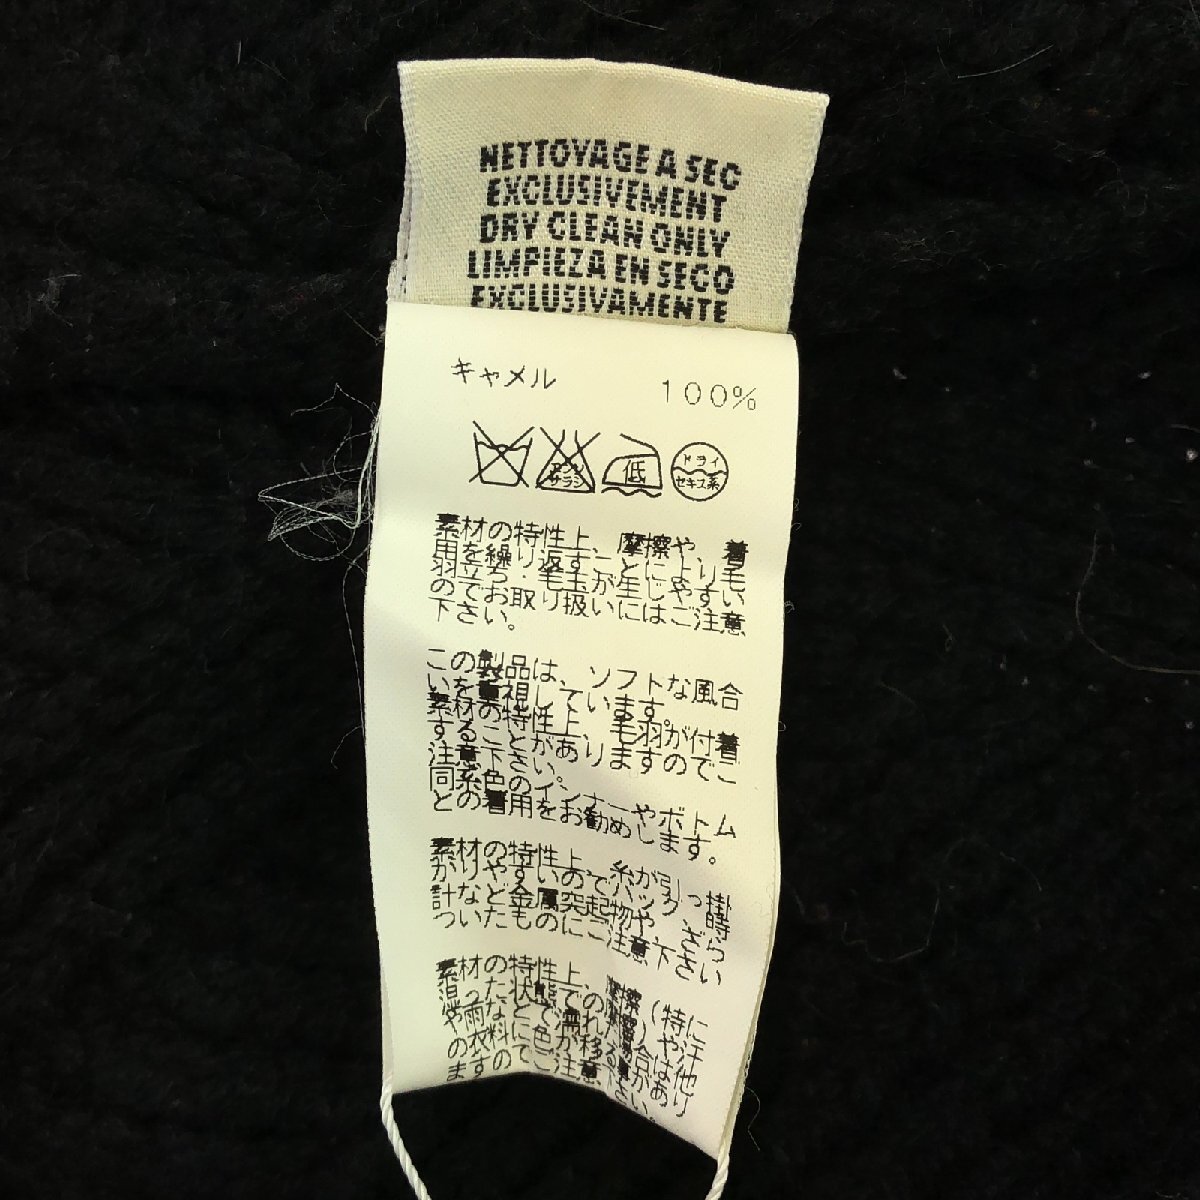 NETTOYAGE A SEC
EXCLUSIVEMENT
DRY CLEAN ONLY
LIMPIEZA EN SECO
EXCLUSIVAMENTE
キャメル 100%
エンソ
サラシ
低
ドライ
セキユ系
素材の特性上、摩擦や、着
用を繰り返すことにより毛
羽立ち・毛玉が生じやすい
のでお取り扱いにはご注意
下さい。
この製品は、ソフトな風合
いを重視しています。
素材の特性上、毛羽が付着
することがありますのでご
注意下さい。
同系色のインナーやボトム
との着用をお勧めします。
素材の特性上、糸が引っ掛
かりやすいのでバッグ、時
計など金属突起物や、ざら
ついたものにご注意下さい
素材の特性上、摩擦(特に
湿った状態での摩擦)や汗
や雨などで濡れた場合は他
の衣料に色が移る事があり
ますのでご注意下さい。